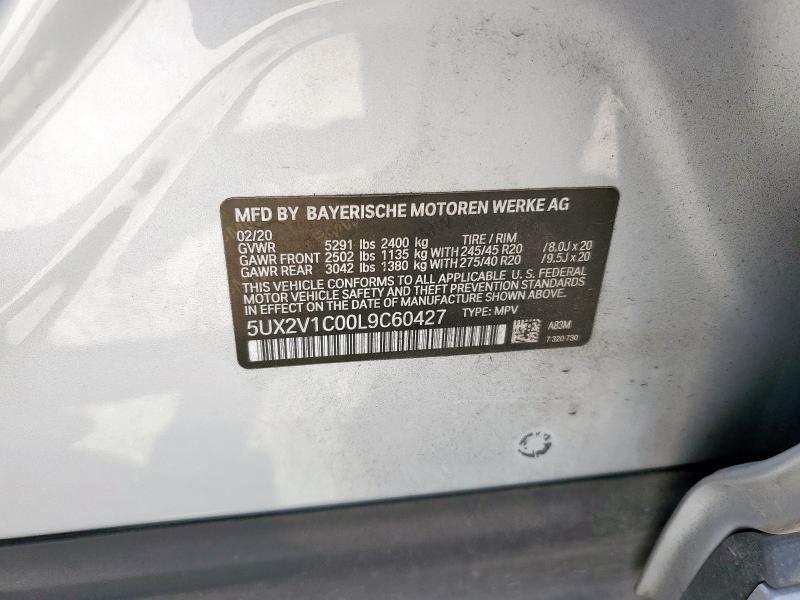 MFD BY BAYERISCHE MOTOREN WERKE AG
02/20
GVWR 5291 lbs 2400 kg TIRE / RIM
GAWR FRONT 2502 lbs 1135 kg WITH 245/45 R20 /8.0J x 20
GAWR REAR 3042 lbs 1380 kg WITH 275/40 R20 /9.5J x 20
THIS VEHICLE CONFORMS TO ALL APPLICABLE U. S. FEDERAL
MOTOR VEHICLE SAFETY AND THEFT PREVENTION STANDARDS
IN EFFECT ON THE DATE OF MANUFACTURE SHOWN ABOVE.
5UX2V1C00L9C60427 TYPE: MPV
A83M
7 320 730